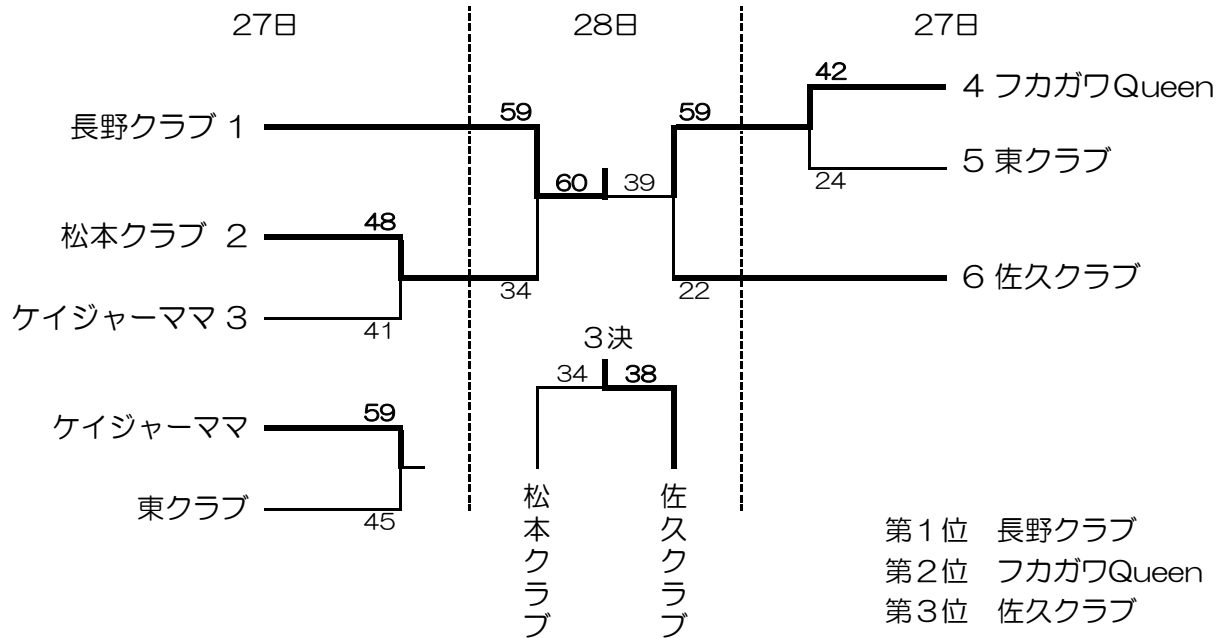 27日 28日 27日
42
4 フカガワQueen
59 59
長野クラブ 1
5 東クラブ
24
60 39
48
松本クラブ 2
34 22
6 佐久クラブ
ケイジャーママ 3
41
3決
34 38
59
ケイジャーママ
東クラブ
45
松本クラブ
佐久クラブ
第1位 長野クラブ
第2位 フカガワQueen
第3位 佐久クラブ